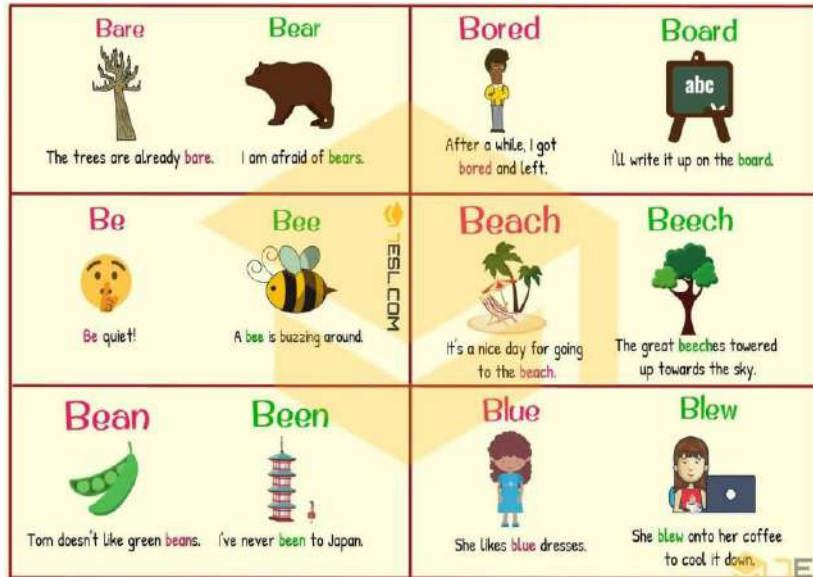 Bare
Bear
The trees are already bare.
I am afraid of bears.
Bored
Board
abc
After a while, I got
bored and left.
I'll write it up on the board.
Be
Bee
Be quiet!
A bee is buzzing around.
7ESL.COM
Beach
Beech
It's a nice day for going
to the beach.
The great beeches towered
up towards the sky.
Bean
Been
Tom doesn't like green beans.
I've never been to Japan.
Blue
Blew
She likes blue dresses.
She blew onto her coffee
to cool it down.
7E